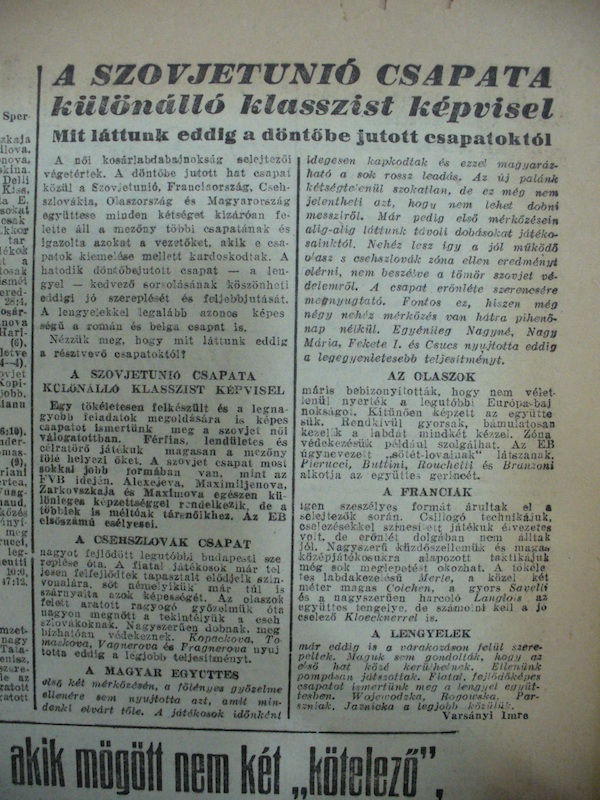 A SZOVJETUNIÓ CSAPATA
különálló klasszist képvisel
Mit láttunk eddig a döntőbe jutott csapatoktól
A női kosárlabdabajnokság selejtezői
végetértek. A döntőbe jutott hat csapat
közül a Szovjetunió, Franciaország, Cseh-
szlovákia, Olaszország és Magyarország
együttese minden kétséget kizáróan fe-
lette áll a mezőny többi csapatának és
igazolta azokat a vezetőket, akik e csa-
patok kiemelése mellett kardoskodtak. A
hatodik döntőbejutott csapat — a len-
gyel — kedvező sorsolásának köszönheti
eddigi jó szereplését és feljebbjutását.
A lengyelekkel legalább azonos képes
ségű a román és belga csapat is.
Nézzük meg, hogy mit láttunk eddig
a résztvevő csapatoktól?
A SZOVJETUNIÓ CSAPATA
KÜLÖNÁLLÓ KLASSZIST KÉPVISEL
Egy tökéletesen felkészült és a legna-
gyobb feladatok megoldására is képes
csapatot ismertünk meg a szovjet női
válogatottban. Férfias, lendületes és
célratörő játékuk magasan a mezőny
fölé helyezi őket. A szovjet csapat most
sokkal jobb formában van, mint az
FVB idején. Alexejeva, Maximiljenova,
Zarkovszkaja és Maximova egészen kü-
lönleges képzettséggel rendelkezik, de a
többiek is méltóak társnőikhez. Az EB
elsőszámú esélyesei.
A CSEHSZLOVÁK CSAPAT
nagyot fejlődött legutóbbi budapesti sze
replése óta. A fiatal játékosok már tel
jesen felfejlődtek tapasztalt elődjeik szín-
vonalára, sőt némelyikük már túl is
szárnyalta azok képességét. Az olaszok
felett aratott ragyogó győzelmük óta
nagyon megnőtt a tekintélyük a cseh
szlovákoknak. Nagyszerűen dobnak, meg
bízhatóan védekeznek. Kopackova, To
maskova, Vagnerova és Fragnerova nyuj
totta eddig a legjobb teljesítményt.
A MAGYAR EGYÜTTES
első két mérkőzésén, a fölényes győzelme
ellenére sem nyujtotta azt, amit min-
denki elvárt tőle. A játékosok időnként
idegesen kapkodtak és ezzel magyaráz-
ható a sok rossz leadás. Az új palánk
kétségtelenül szokatlan, de ez még nem
jelentheti azt, hogy nem lehet dobni
messziről. Már pedig első mérkőzésein
alig-alig láttunk távoli dobásokat játéko-
sainktól. Nehéz lesz így a jól működő
olasz s csehszlovák zóna ellen eredményt
elérni, nem beszélve a tömör szovjet vé-
delemről. A csapat erőnléte szerencsére
megnyugtató. Fontos ez, hiszen még
négy nehéz mérkőzés van hátra pihenő-
nap nélkül. Egyénileg Nagyné, Nagy
Mária, Fekete I. és Csucs nyujtotta eddig
a legegyenletesebb teljesítményt.
AZ OLASZOK
máris bebizonyították, hogy nem vélet-
lenül nyerték a legutóbbi Európa-baj
nokságot. Kitűnően képzett az együtte
sük. Rendkívül gyorsak, bámulatosan
kezelik a labdát mindkét kézzel. Zóna
védekezésük például szolgálhat. Az EB
úgynevezett „sötét-lovainak" látszanak.
Pierucci, Buttini, Rouchetti és Branzoni
alkotja az együttes gerincét.
A FRANCIÁK
igen szeszélyes formát árultak el a
selejtezők során. Csillogó technikájuk,
cselezésekkel színesített játékuk élvezetes
volt, de erőnlét dolgában nem álltak
jól. Nagyszerű küzdőszellemük és magas
középjátékosukra alapozott taktikájuk
még sok meglepetést okozhat. A tökéle
tes labdakezelésű Merle, a közel két
méter magas Colchen, a gyors Savelli
és a nagyszerűen harcoló Langlois az
együttes tengelye, de számolni kell a jó
cselező Kloecknerrel is.
A LENGYELEK
már eddig is a várakozáson felül szere-
peltek. Maguk sem gondolták, hogy az
első hat közé kerülhetnek. Ellenünk
pompásan játszottak. Fiatal, fejlődőképes
csapatot ismertünk meg a lengyel együt-
tesben. Wojewodzka, Rogowska, Par-
szniak, Jaznicka a legjobb közülük.
Varsányi Imre
akik mögött nem két „kötelező",